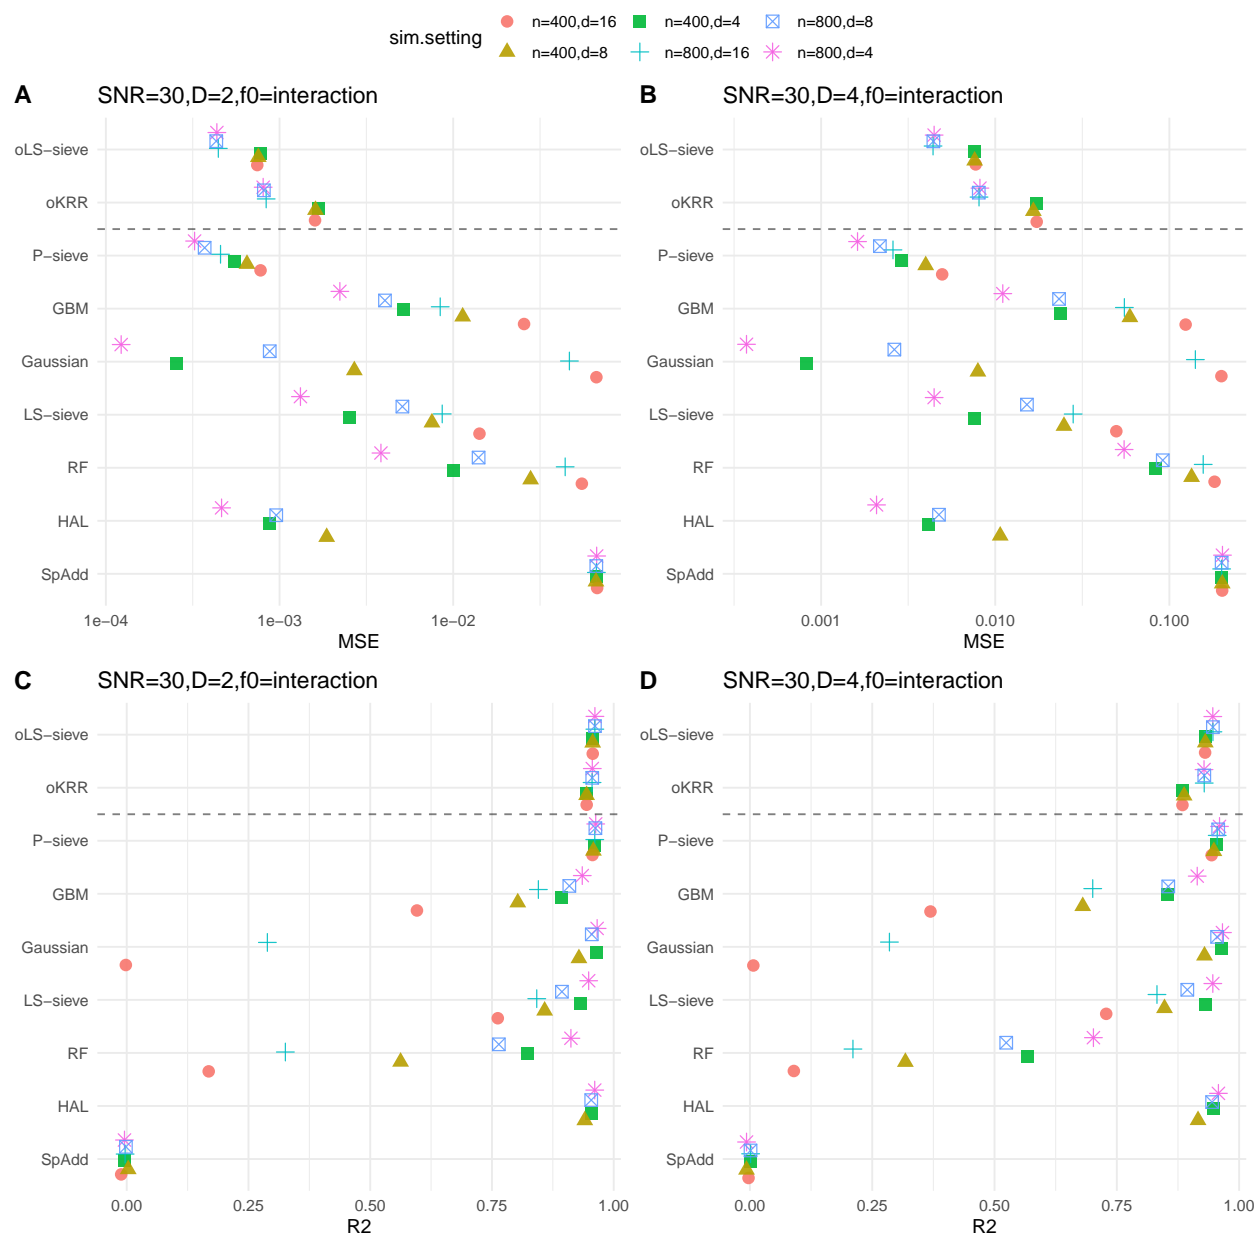 sim.setting
n=400,d=16 n=400,d=4 n=800,d=8
n=400,d=8 n=800,d=16 n=800,d=4
A SNR=30,D=2,f0=interaction
oLS−sieve
oKRR
P−sieve
GBM
Gaussian
LS−sieve
RF
HAL
SpAdd
1e−04 1e−03 1e−02
MSE
B SNR=30,D=4,f0=interaction
oLS−sieve
oKRR
P−sieve
GBM
Gaussian
LS−sieve
RF
HAL
SpAdd
0.001 0.010 0.100
MSE
C SNR=30,D=2,f0=interaction
oLS−sieve
oKRR
P−sieve
GBM
Gaussian
LS−sieve
RF
HAL
SpAdd
0.00 0.25 0.50 0.75 1.00
R2
D SNR=30,D=4,f0=interaction
oLS−sieve
oKRR
P−sieve
GBM
Gaussian
LS−sieve
RF
HAL
SpAdd
0.00 0.25 0.50 0.75 1.00
R2